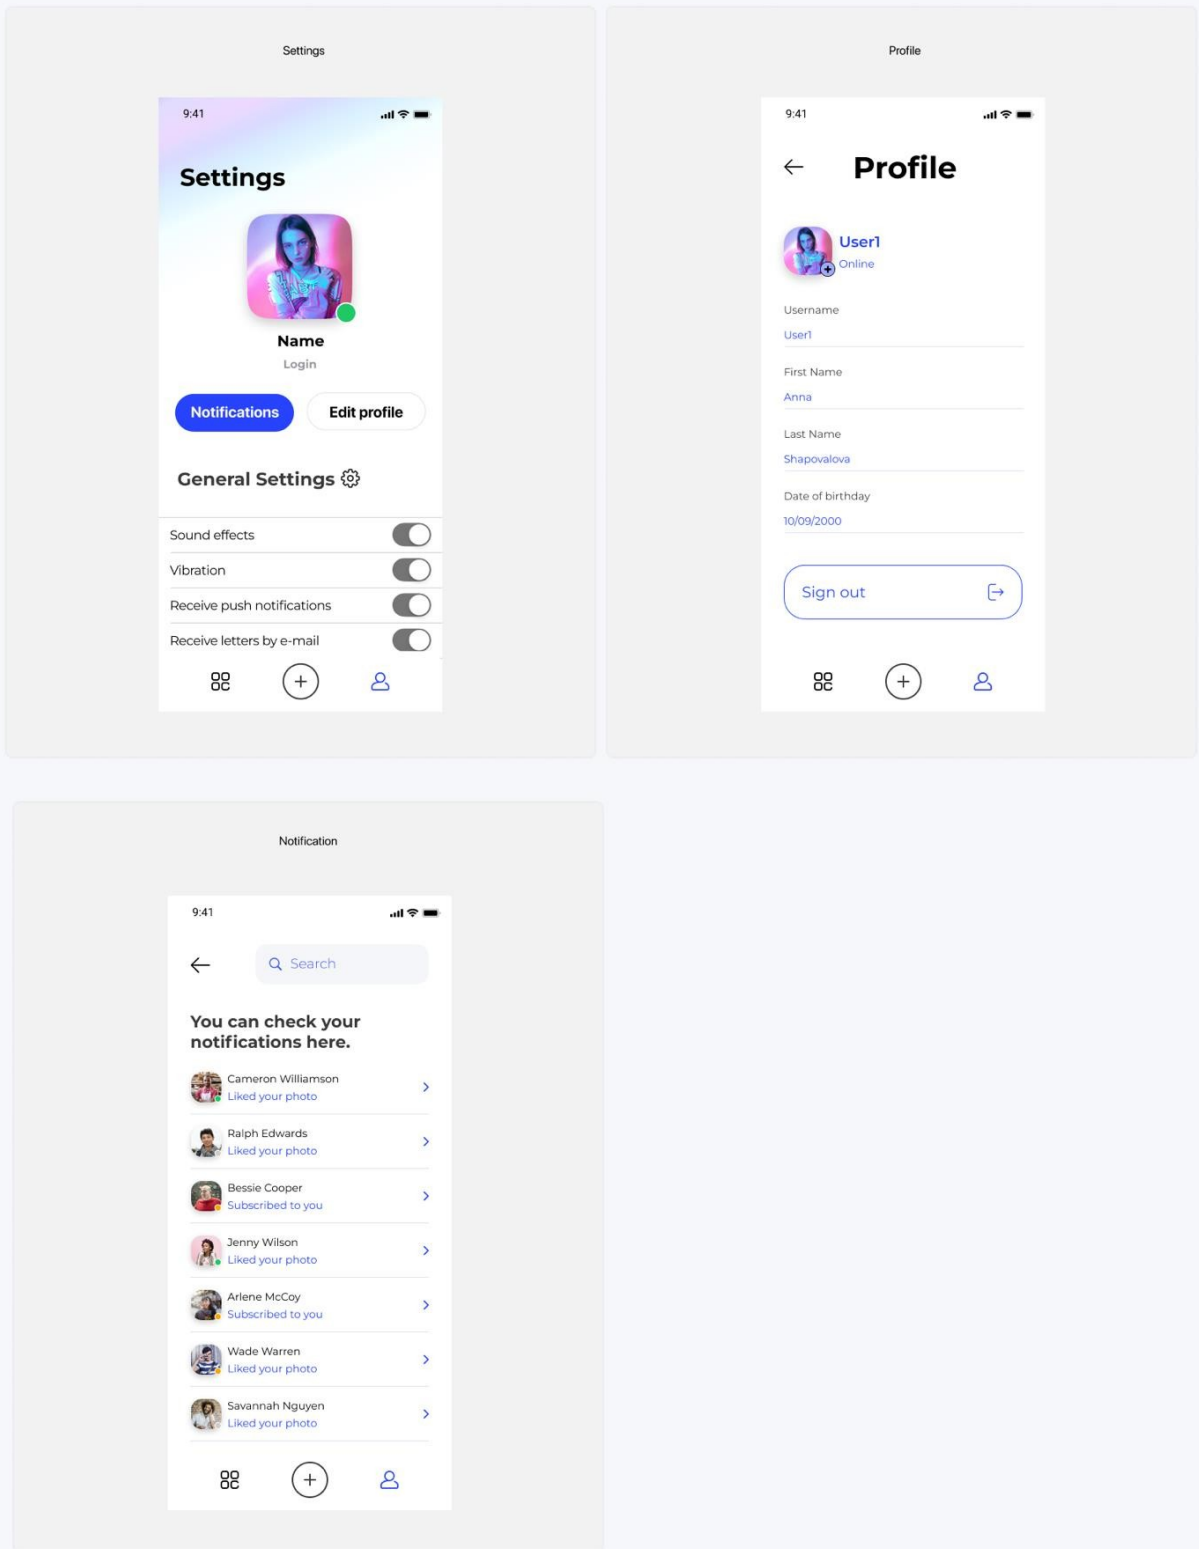 Settings
9:41
Settings
Name
Login
Notifications
Edit profile
General Settings
Sound effects
Vibration
Receive push notifications
Receive letters by e-mail
Profile
9:41
Profile
User1
Online
Username
User1
First Name
Anna
Last Name
Shapovalova
Date of birthday
10/09/2000
Sign out
Notification
9:41
Search
You can check your
notifications here.
Cameron Williamson
Liked your photo
Ralph Edwards
Liked your photo
Bessie Cooper
Subscribed to you
Jenny Wilson
Liked your photo
Arlene McCoy
Subscribed to you
Wade Warren
Liked your photo
Savannah Nguyen
Liked your photo